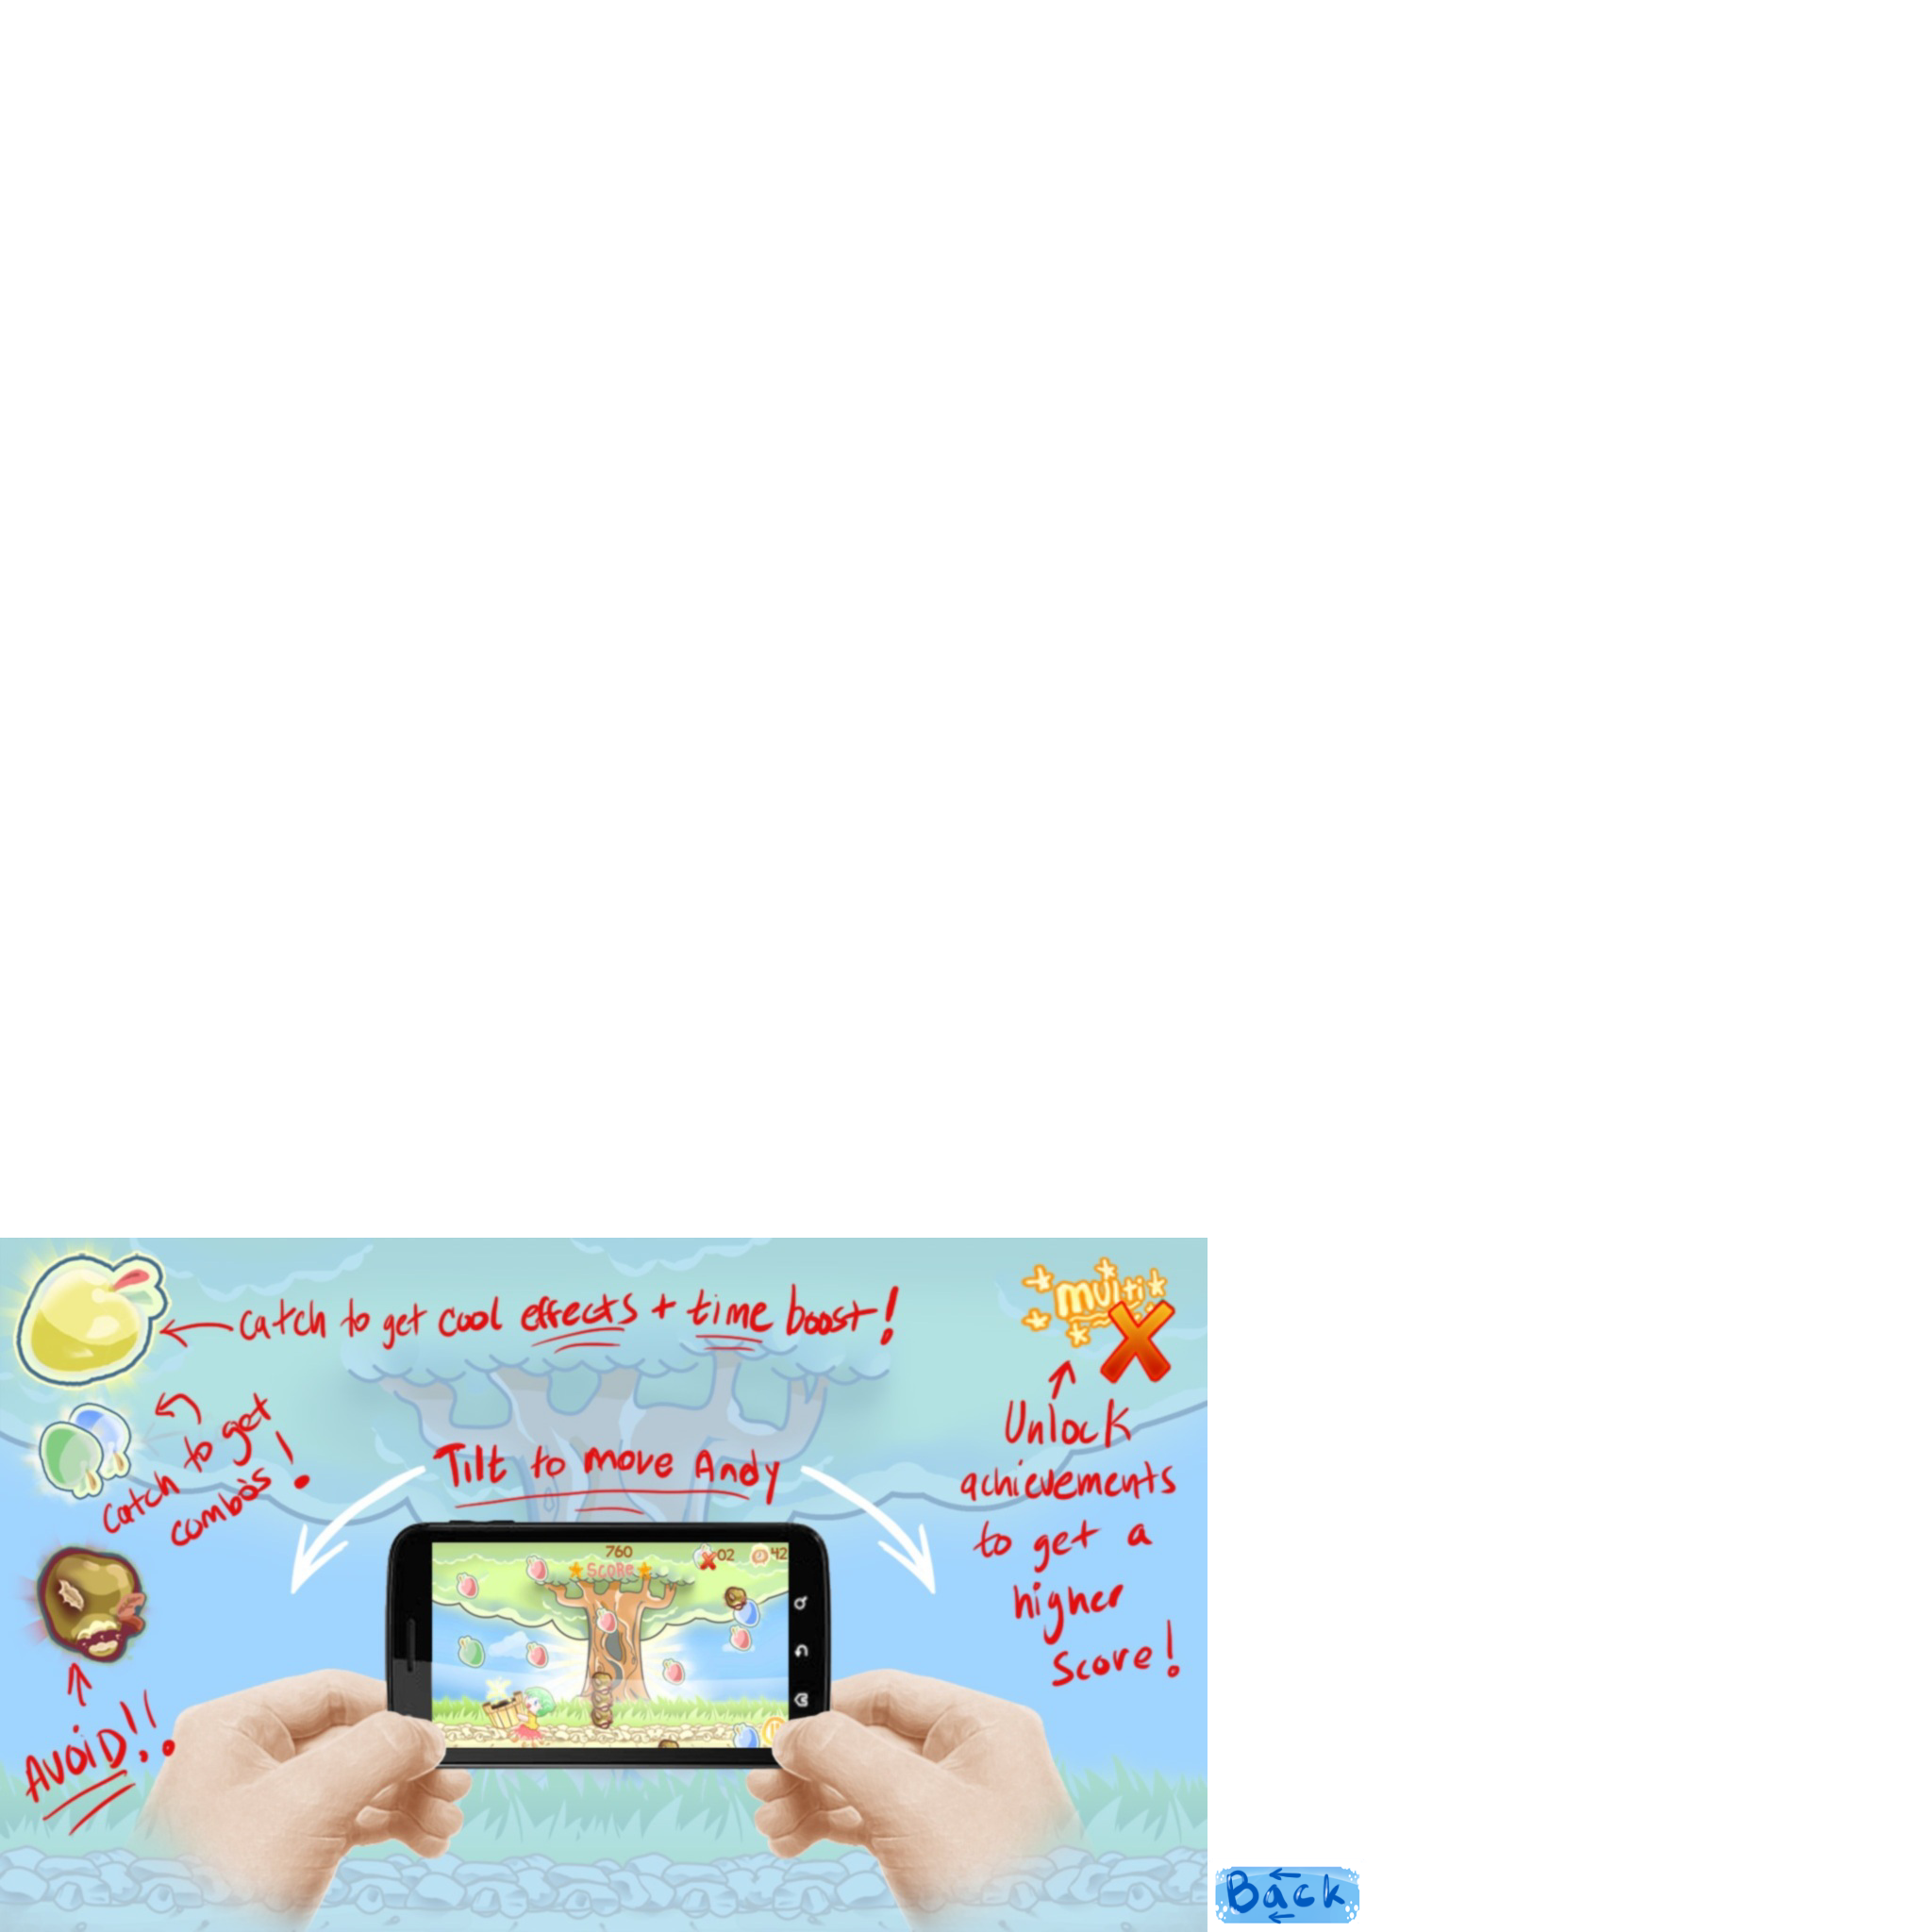 catch to get cool effects + time boost!
multi
catch to get
combos!
Tilt to move Andy
Unlock
achievements
to get a
higher
score!
760
SCORE
02
42
AVOID!!
Back